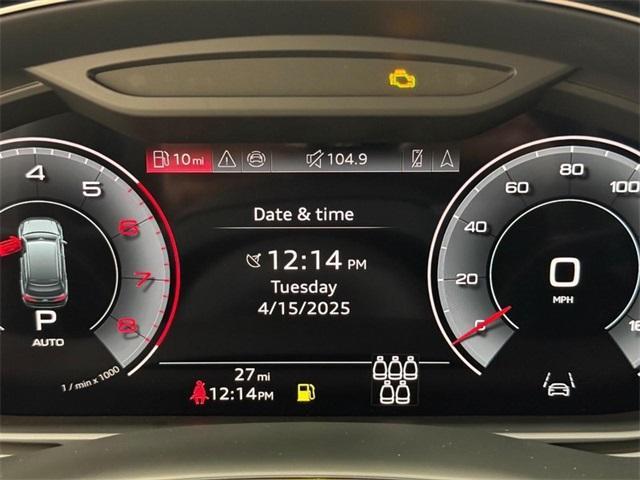 10 mi 104.9
4 5 6 7 8
P
AUTO
1 / min x 1000
Date & time
12:14 PM
Tuesday
4/15/2025
27 mi
12:14 PM
0 20 40 60 80 100
0
MPH